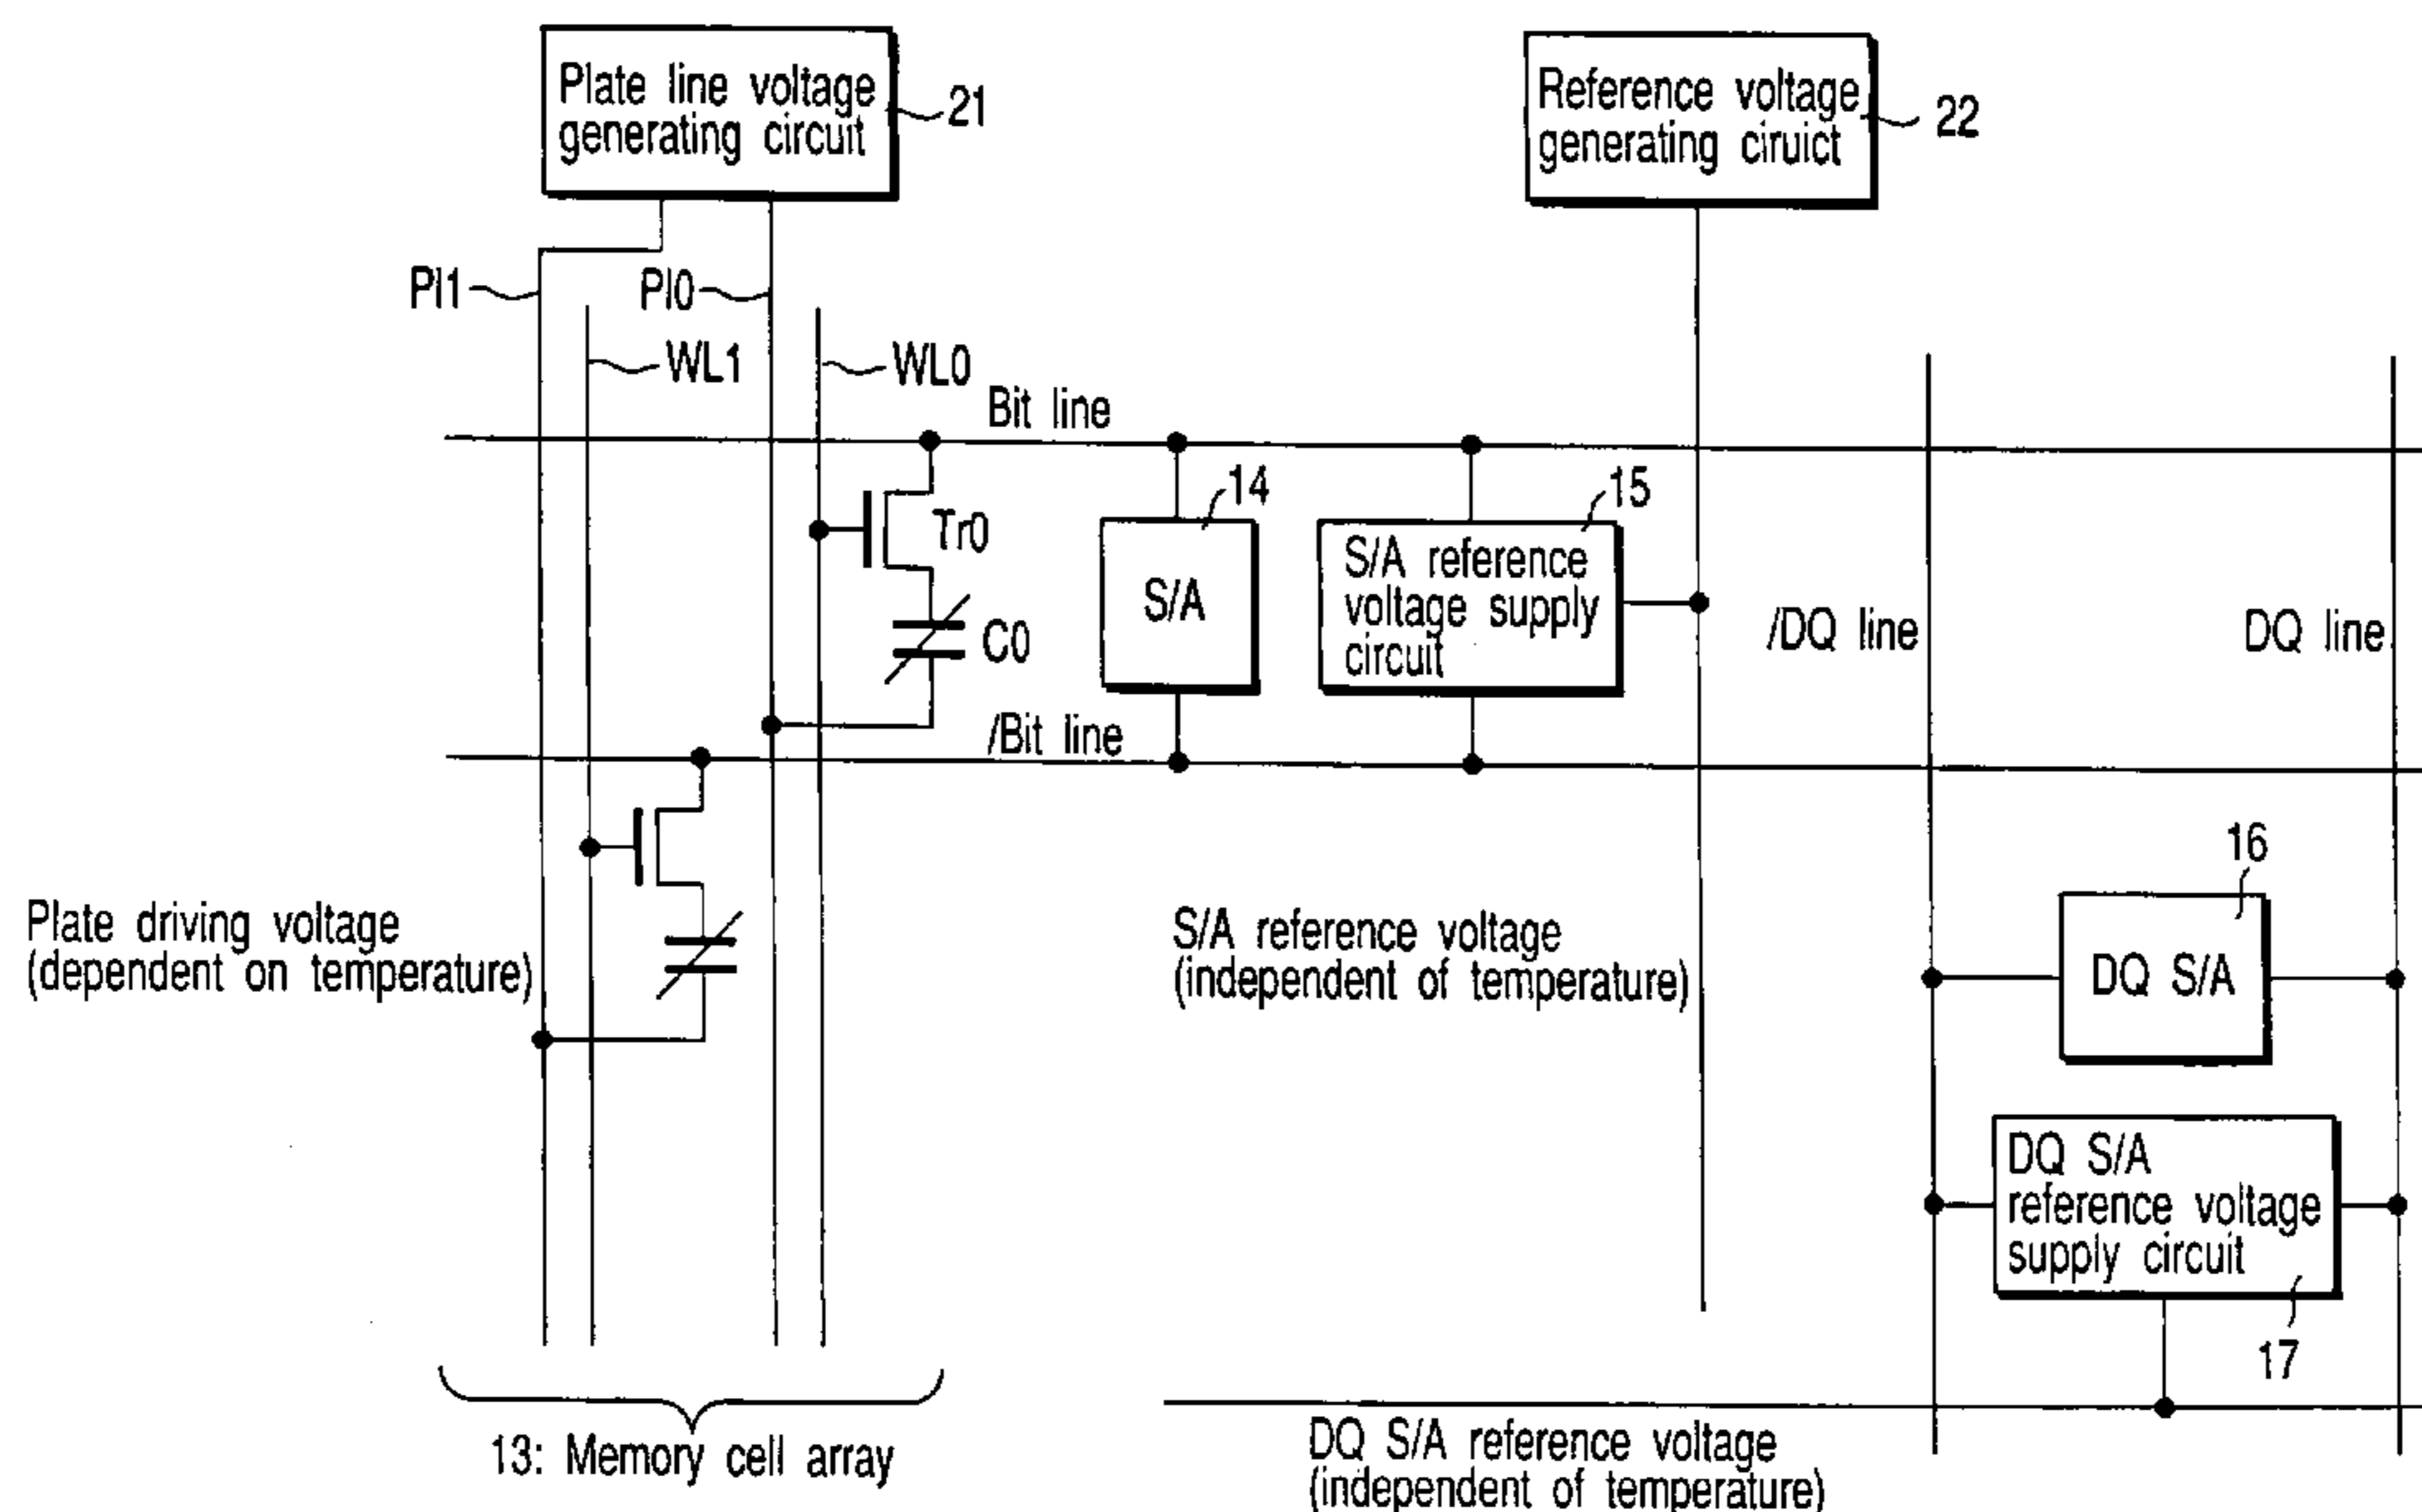 Plate line voltage
generating circuit
21
Reference voltage
generating ciruict
22
Pl1
Pl0
WL1
WL0
Bit line
Tr0
C0
14
S/A
15
S/A reference
voltage supply
circuit
/DQ line
DQ line
/Bit line
Plate driving voltage
(dependent on temperature)
S/A reference voltage
(independent of temperature)
16
DQ S/A
DQ S/A
reference voltage
supply circuit
17
13: Memory cell array
DQ S/A reference voltage
(independent of temperature)